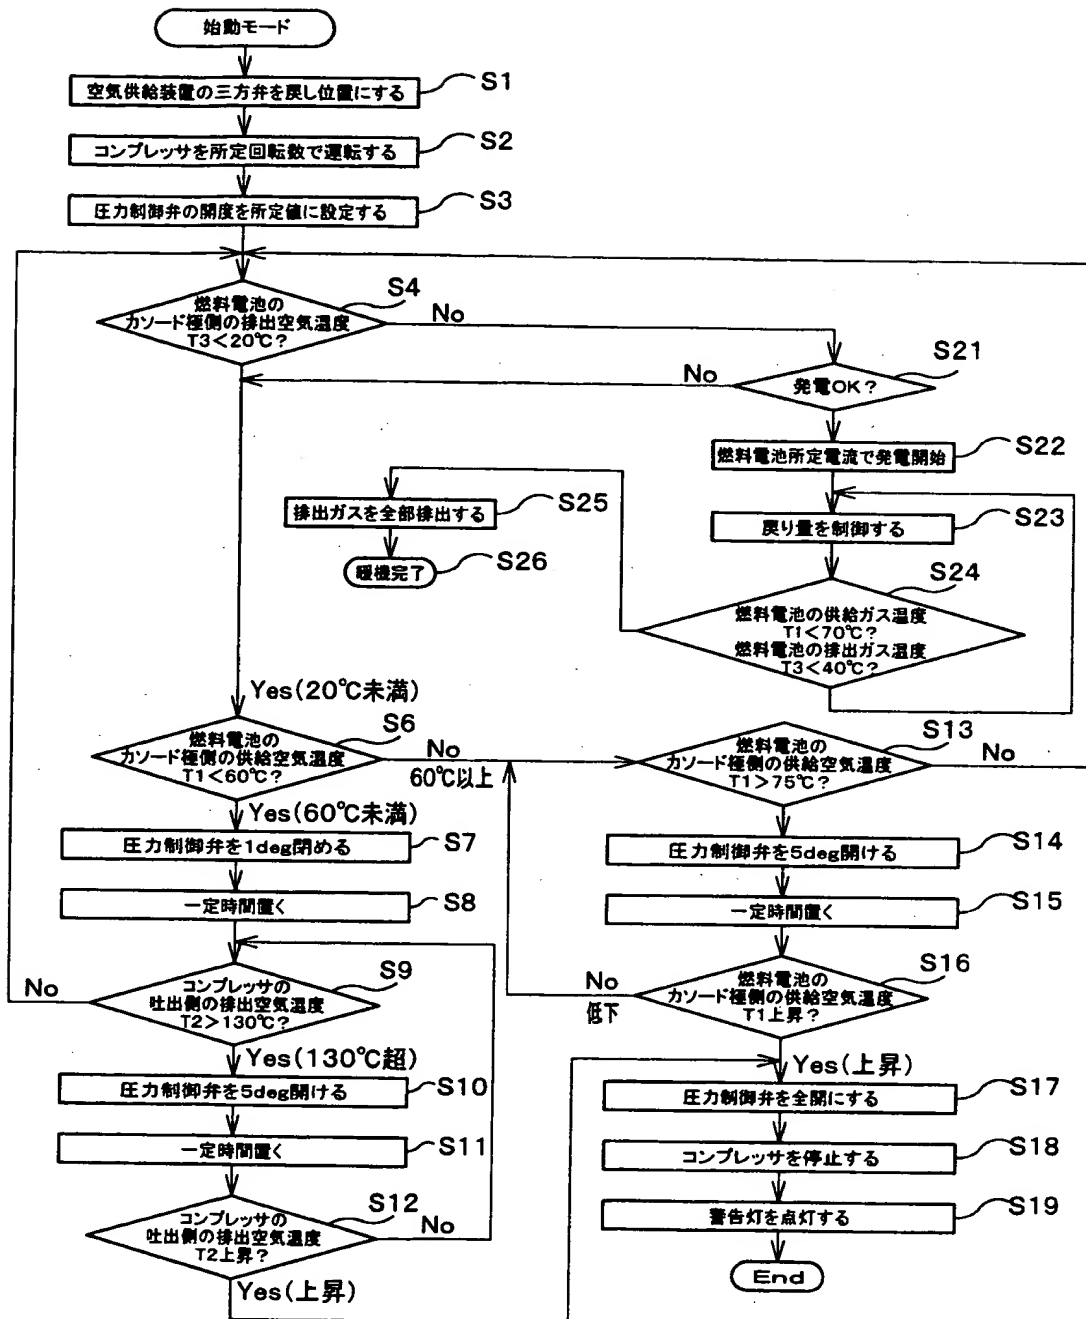 始動モード
空気供給装置の三方弁を戻し位置にする
S1
コンプレッサを所定回転数で運転する
S2
圧力制御弁の開度を所定値に設定する
S3
燃料電池の
カソード極側の排出空気温度
T3<20℃?
S4
No
発電OK?
S21
No
燃料電池所定電流で発電開始
S22
戻り量を制御する
S23
燃料電池の供給ガス温度
T1<70℃?
燃料電池の排出ガス温度
T3<40℃?
S24
排出ガスを全部排出する
S25
暖機完了
S26
Yes(20℃未満)
燃料電池の
カソード極側の供給空気温度
T1<60℃?
S6
No
60℃以上
Yes(60℃未満)
圧力制御弁を1deg閉める
S7
一定時間置く
S8
コンプレッサの
吐出側の排出空気温度
T2>130℃?
S9
No
Yes(130℃超)
圧力制御弁を5deg開ける
S10
一定時間置く
S11
コンプレッサの
吐出側の排出空気温度
T2上昇?
S12
No
Yes(上昇)
燃料電池の
カソード極側の供給空気温度
T1>75℃?
S13
No
圧力制御弁を5deg開ける
S14
一定時間置く
S15
燃料電池の
カソード極側の供給空気温度
T1上昇?
S16
No
低下
Yes(上昇)
圧力制御弁を全開にする
S17
コンプレッサを停止する
S18
警告灯を点灯する
S19
End